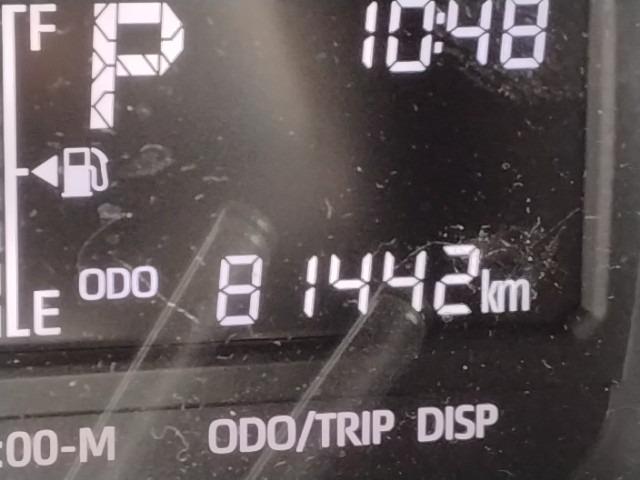 F P 10:48
ODO 81442km
E
:00-M ODO/TRIP DISP